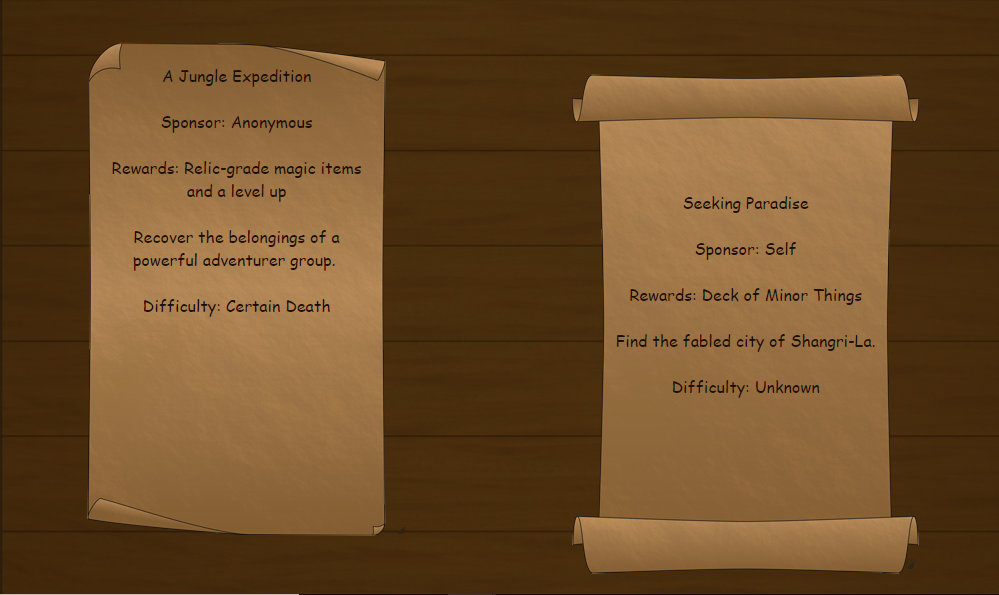 A Jungle Expedition
Sponsor: Anonymous
Rewards: Relic-grade magic items
and a level up
Recover the belongings of a
powerful adventurer group.
Difficulty: Certain Death
Seeking Paradise
Sponsor: Self
Rewards: Deck of Minor Things
Find the fabled city of Shangri-La.
Difficulty: Unknown